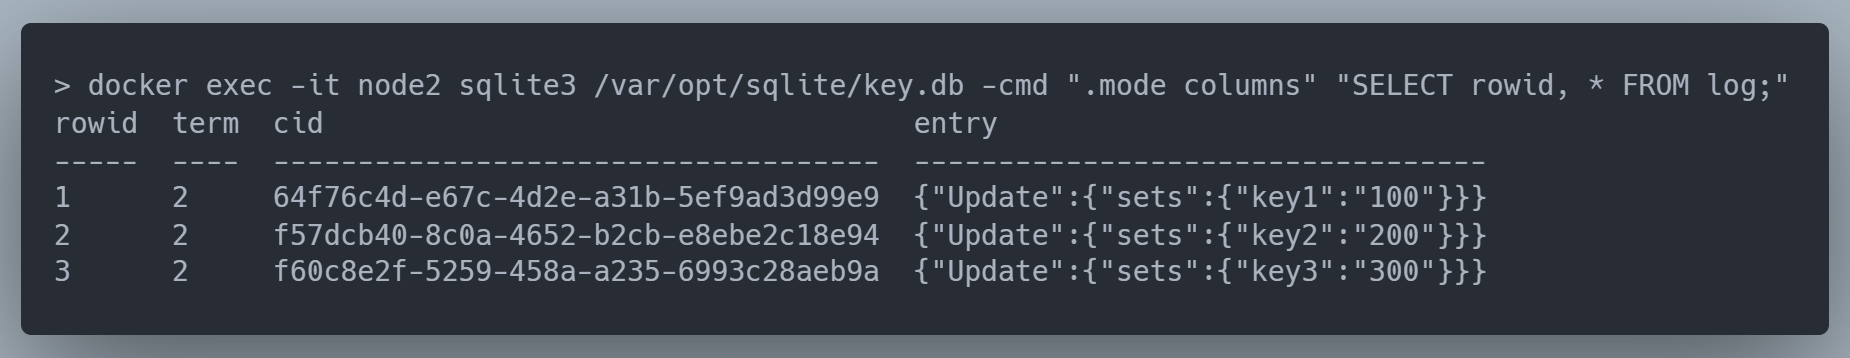 > docker exec -it node2 sqlite3 /var/opt/sqlite/key.db -cmd ".mode columns" "SELECT rowid, * FROM log;"
rowid  term  cid                                   entry
-----  ----  ------------------------------------  ----------------------------------
1      2     64f76c4d-e67c-4d2e-a31b-5ef9ad3d99e9  {"Update":{"sets":{"key1":"100"}}}
2      2     f57dcb40-8c0a-4652-b2cb-e8ebe2c18e94  {"Update":{"sets":{"key2":"200"}}}
3      2     f60c8e2f-5259-458a-a235-6993c28aeb9a  {"Update":{"sets":{"key3":"300"}}}